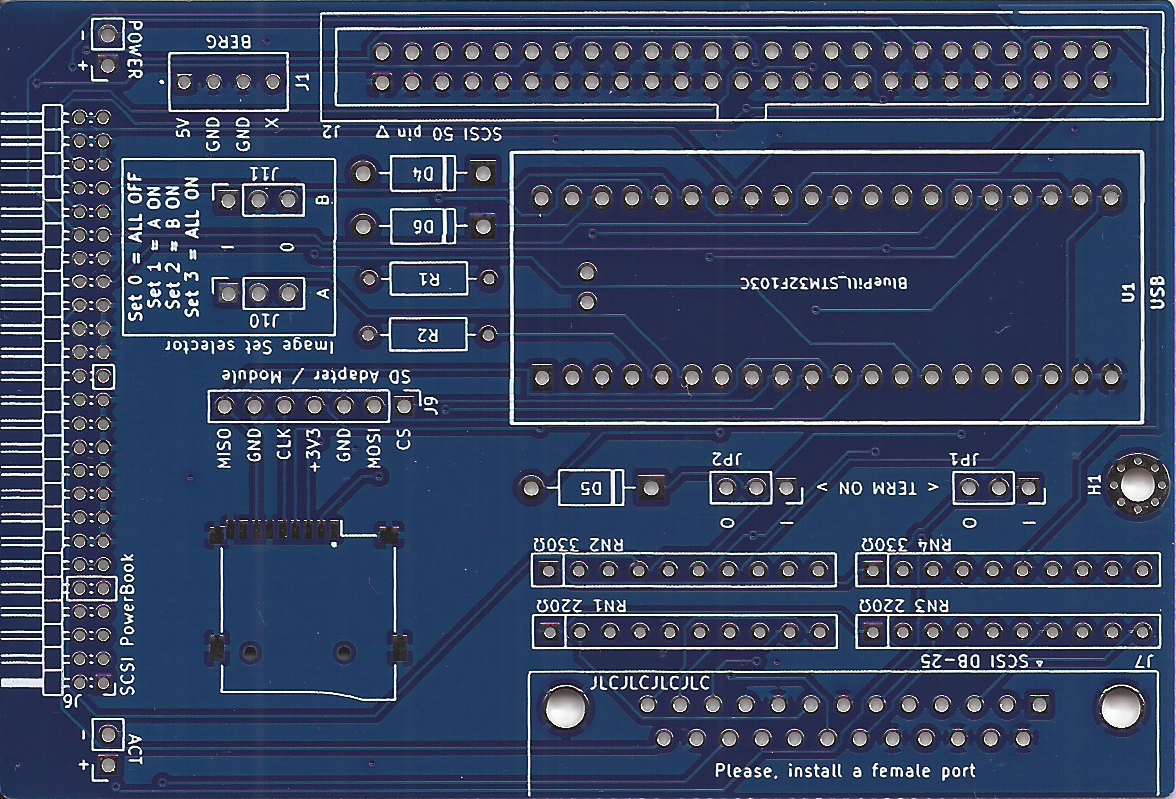 POWER
-
+
BERG
J1
5V
GND
GND
X
J2
SCSI 50 pin
Set 0 = ALL OFF
Set 1 = A ON
Set 2 = B ON
Set 3 = ALL ON
J11
B
1
0
J10
A
Image Set selector
D4
D6
R1
R2
BluePill_STM32F103C
U1
USB
SD Adapter / Module
J9
MISO
GND
CLK
+3V3
GND
MOSI
CS
D5
JP2
0
1
< TERM ON >
JP1
0
1
H1
RN2 330Ω
RN4 330Ω
RN1 220Ω
RN3 220Ω
SCSI PowerBook
J6
SCSI DB-25
J7
JLCJLCJLCJLC
ACT
-
+
Please, install a female port